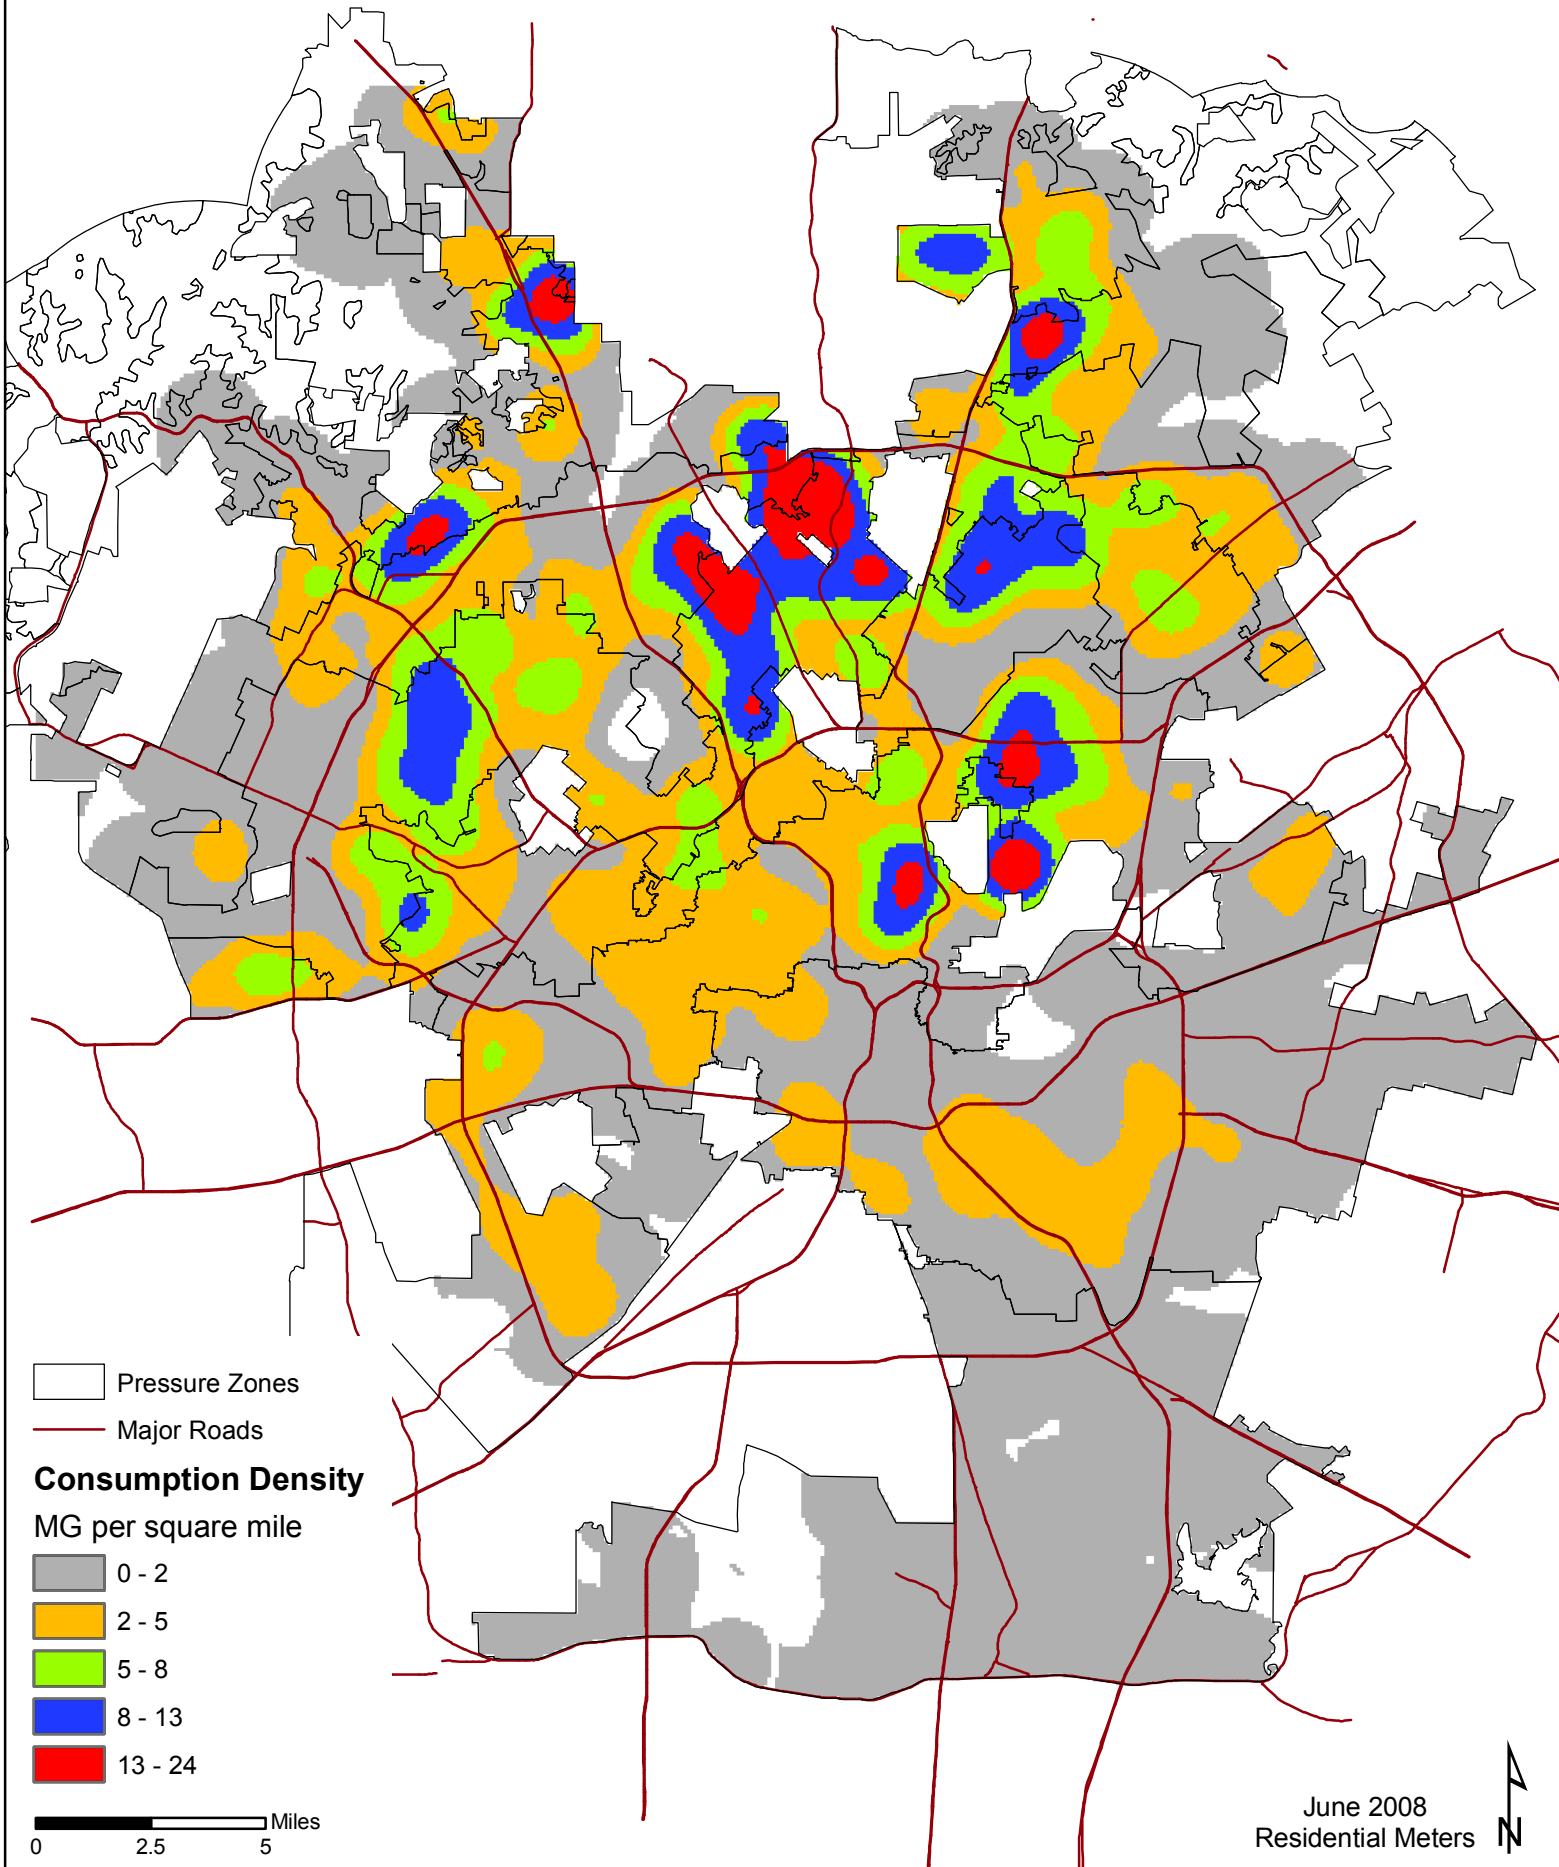 Pressure Zones
Major Roads
Consumption Density
MG per square mile
0 - 2
2 - 5
5 - 8
8 - 13
13 - 24
Miles
0 2.5 5
June 2008
Residential Meters
N